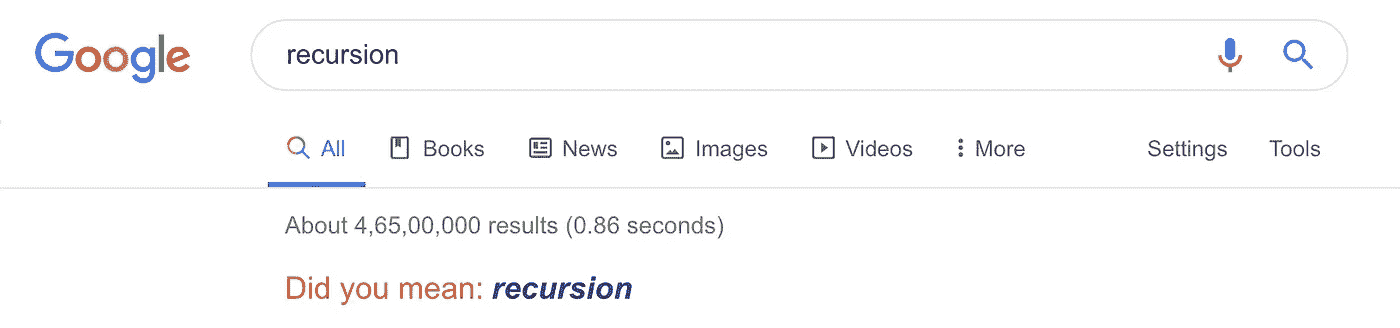 Google recursion
All Books News Images Videos More Settings Tools
About 4,65,00,000 results (0.86 seconds)
Did you mean: recursion